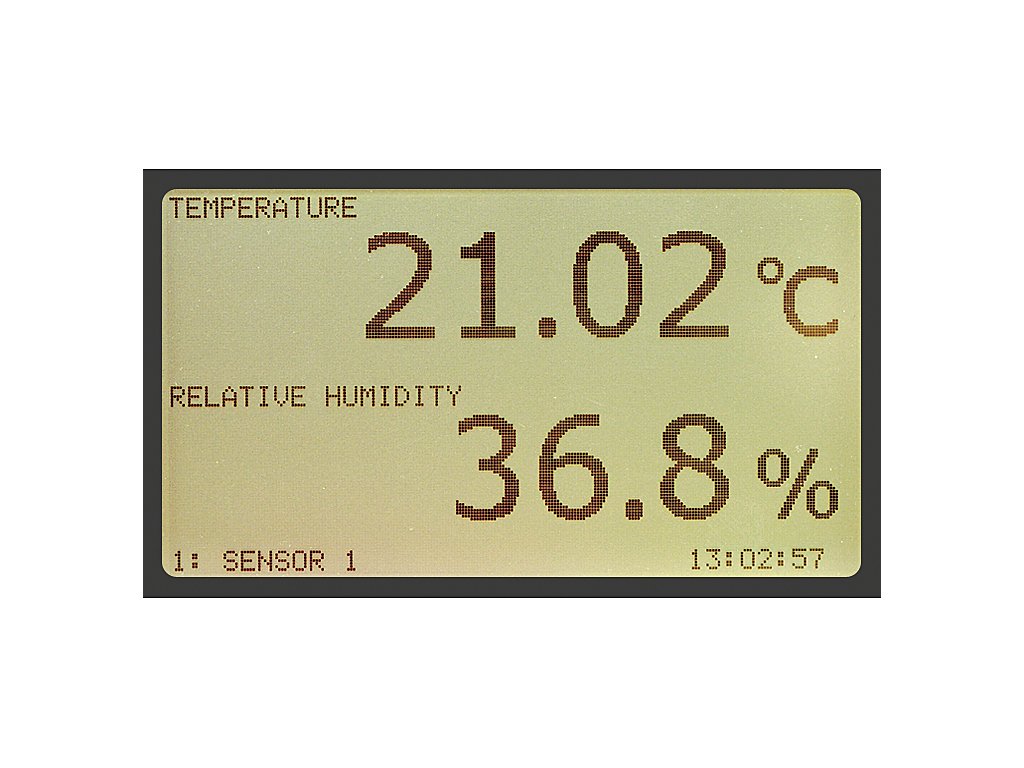 TEMPERATURE
21.02 °C
RELATIVE HUMIDITY
36.8 %
1: SENSOR 1 13:02:57